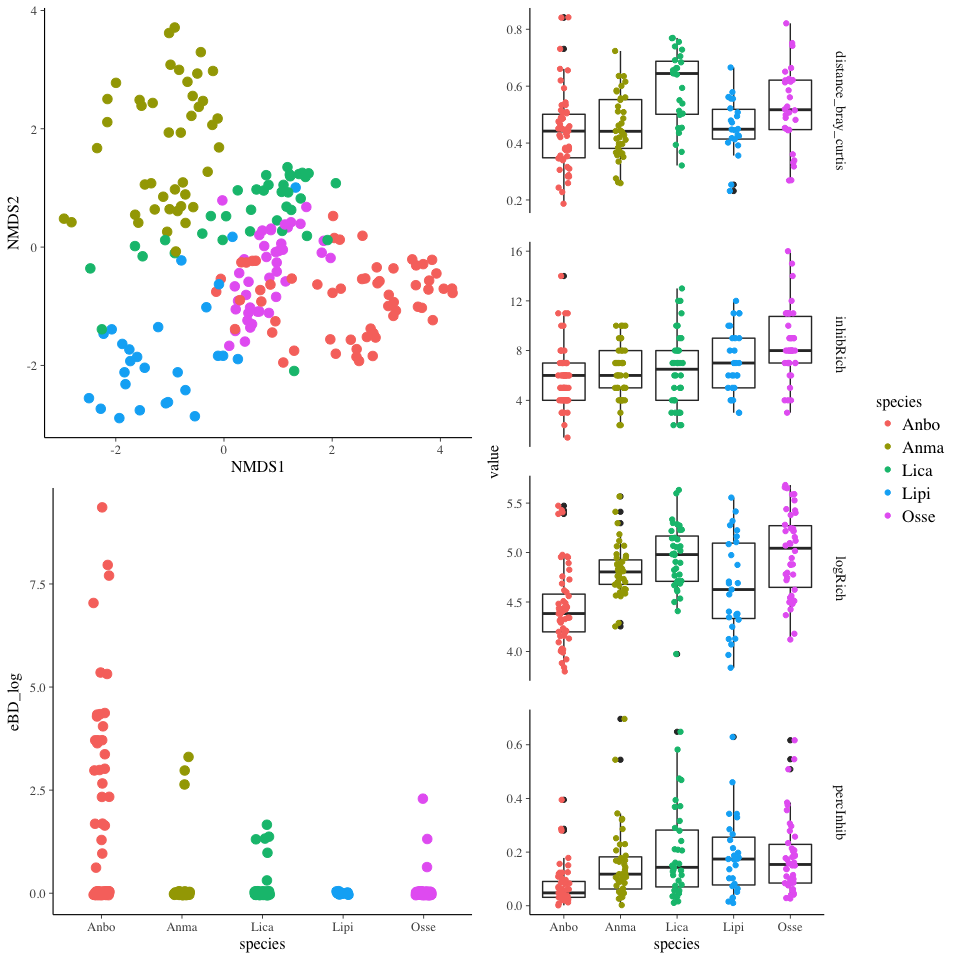 4
2
0
-2
NMDS2
-2
0
2
4
NMDS1
7.5
5.0
2.5
0.0
eBD_log
Anbo
Anma
Lica
Lipi
Osse
species
0.8
0.6
0.4
0.2
distance_bray_curtis
16
12
8
4
inhibRich
value
5.5
5.0
4.5
4.0
logRich
0.6
0.4
0.2
0.0
percInhib
Anbo
Anma
Lica
Lipi
Osse
species
species
Anbo
Anma
Lica
Lipi
Osse